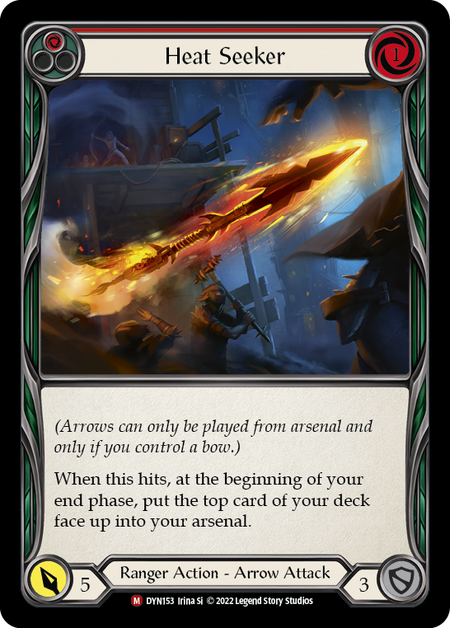 Heat Seeker
1
(Arrows can only be played from arsenal and
only if you control a bow.)
When this hits, at the beginning of your
end phase, put the top card of your deck
face up into your arsenal.
5
Ranger Action - Arrow Attack
3
M DYN153 Irina Si © 2022 Legend Story Studios